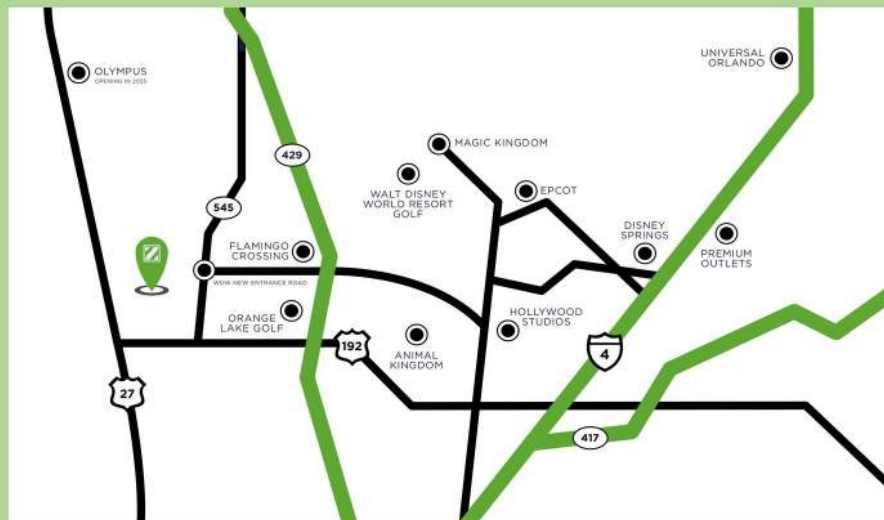 OLYMPUS
OPENING IN 2025
UNIVERSAL
ORLANDO
429
MAGIC KINGDOM
WALT DISNEY
WORLD RESORT
GOLF
EPCOT
545
FLAMINGO
CROSSING
DISNEY
SPRINGS
PREMIUM
OUTLETS
WDW NEW ENTRANCE ROAD
ORANGE
LAKE GOLF
HOLLYWOOD
STUDIOS
192
ANIMAL
KINGDOM
4
27
417